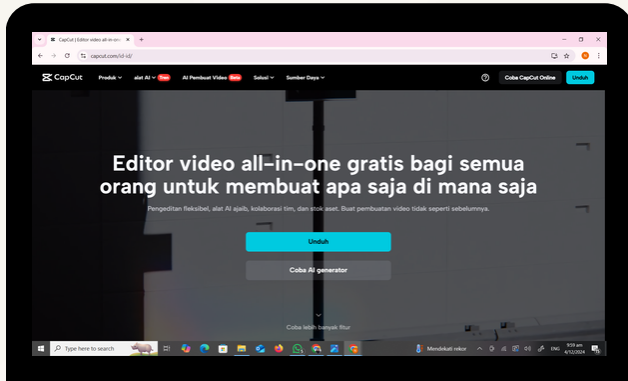 CapCut | Editor video all-in-one
capcut.com/id-id/
CapCut Produk alat AI Tren AI Pembuat Video Solusi Sumber Daya Coba CapCut Online Unduh
Editor video all-in-one gratis bagi semua
orang untuk membuat apa saja di mana saja
Pengeditan fleksibel, alat AI ajaib, kolaborasi tim, dan stok aset. Buat pembuatan video tidak seperti sebelumnya.
Unduh
Coba AI generator
Coba lebih banyak fitur
Type here to search Mendekati rekor ENG 9:59 am
4/12/2024